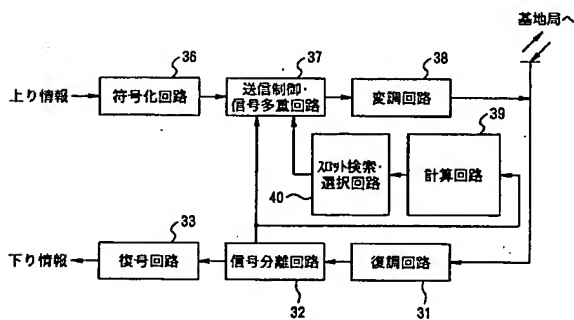 基地局へ
36
37
38
上り情報
符号化回路
送信制御・
信号多重回路
変調回路
39
スロット検索・
選択回路
計算回路
40
33
下り情報
復号回路
信号分離回路
復調回路
32
31